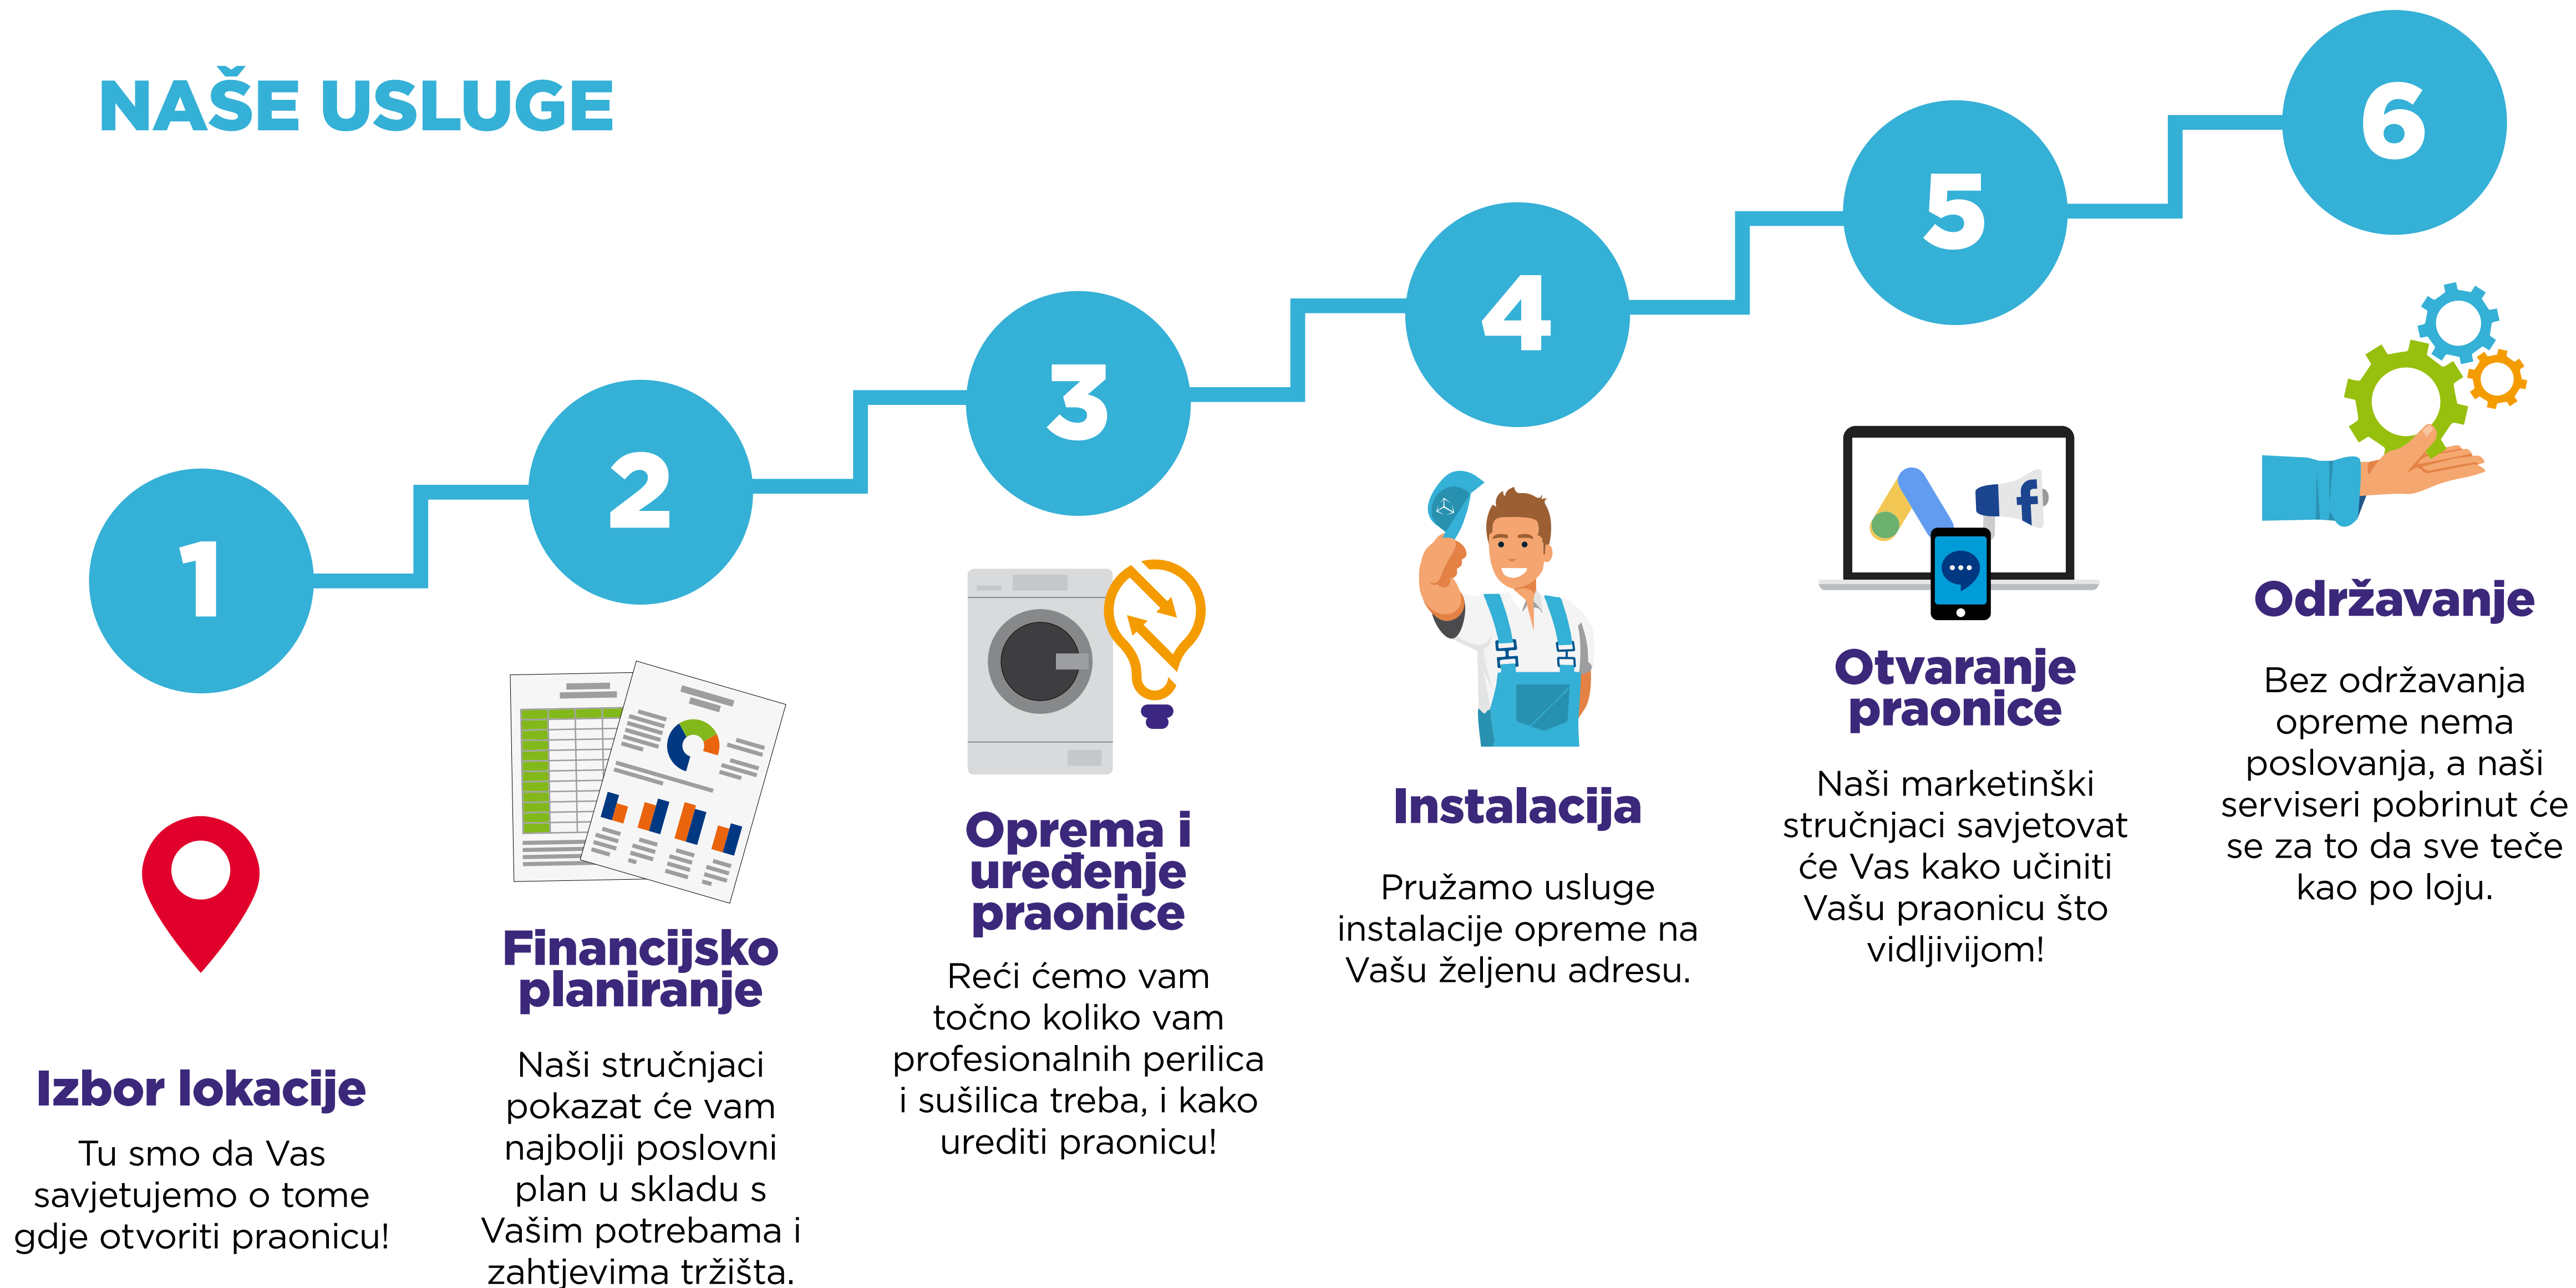 NAŠE USLUGE
1
Izbor lokacije
Tu smo da Vas
savjetujemo o tome
gdje otvoriti praonicu!
2
Financijsko
planiranje
Naši stručnjaci
pokazat će vam
najbolji poslovni
plan u skladu s
Vašim potrebama i
zahtjevima tržišta.
3
Oprema i
uređenje
praonice
Reći ćemo vam
točno koliko vam
profesionalnih perilica
i sušilica treba, i kako
urediti praonicu!
4
Instalacija
Pružamo usluge
instalacije opreme na
Vašu željenu adresu.
5
Otvaranje
praonice
Naši marketinški
stručnjaci savjetovat
će Vas kako učiniti
Vašu praonicu što
vidljivijom!
6
Održavanje
Bez održavanja
opreme nema
poslovanja, a naši
serviseri pobrinut će
se za to da sve teče
kao po loju.